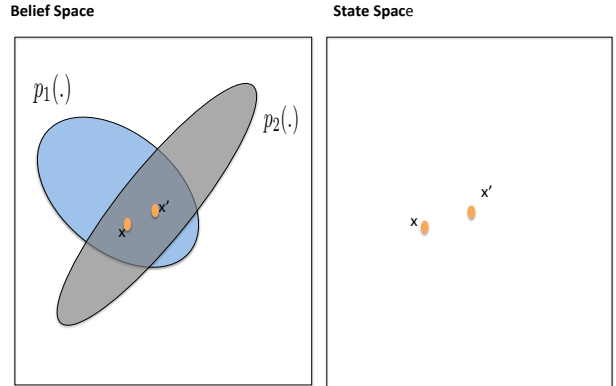 Belief Space
State Space
p₁(.)
p₂(.)
x
x′
x
x′